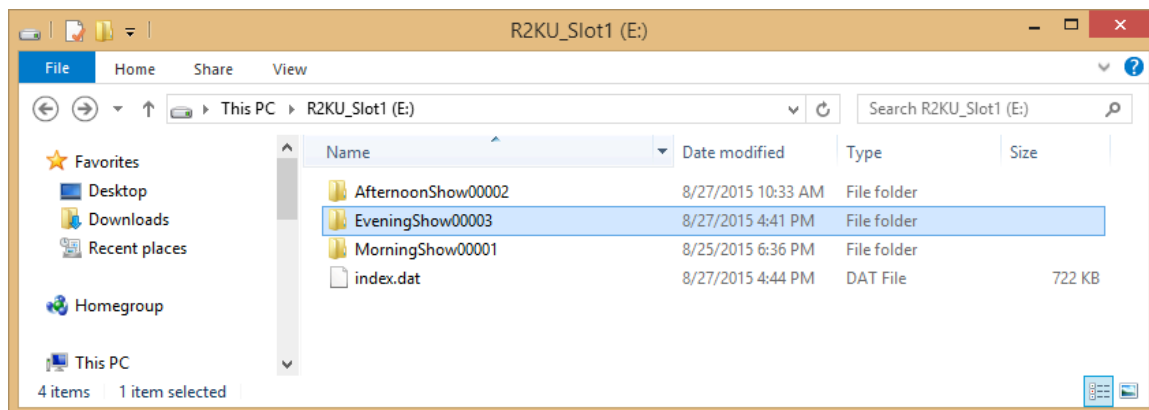 R2KU_Slot1 (E:)
File Home Share View
This PC R2KU_Slot1 (E:) Search R2KU_Slot1 (E:)
Favorites
Desktop
Downloads
Recent places
Homegroup
This PC
Name Date modified Type Size
AfternoonShow00002 8/27/2015 10:33 AM File folder
EveningShow00003 8/27/2015 4:41 PM File folder
MorningShow00001 8/25/2015 6:36 PM File folder
index.dat 8/27/2015 4:44 PM DAT File 722 KB
4 items 1 item selected